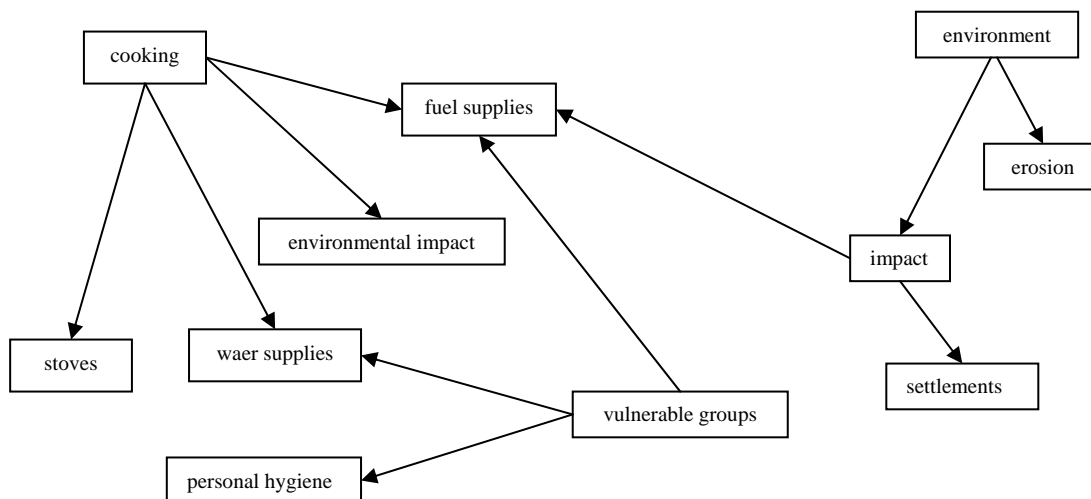 environment
cooking
fuel supplies
erosion
environmental impact
impact
waer supplies
stoves
settlements
vulnerable groups
personal hygiene